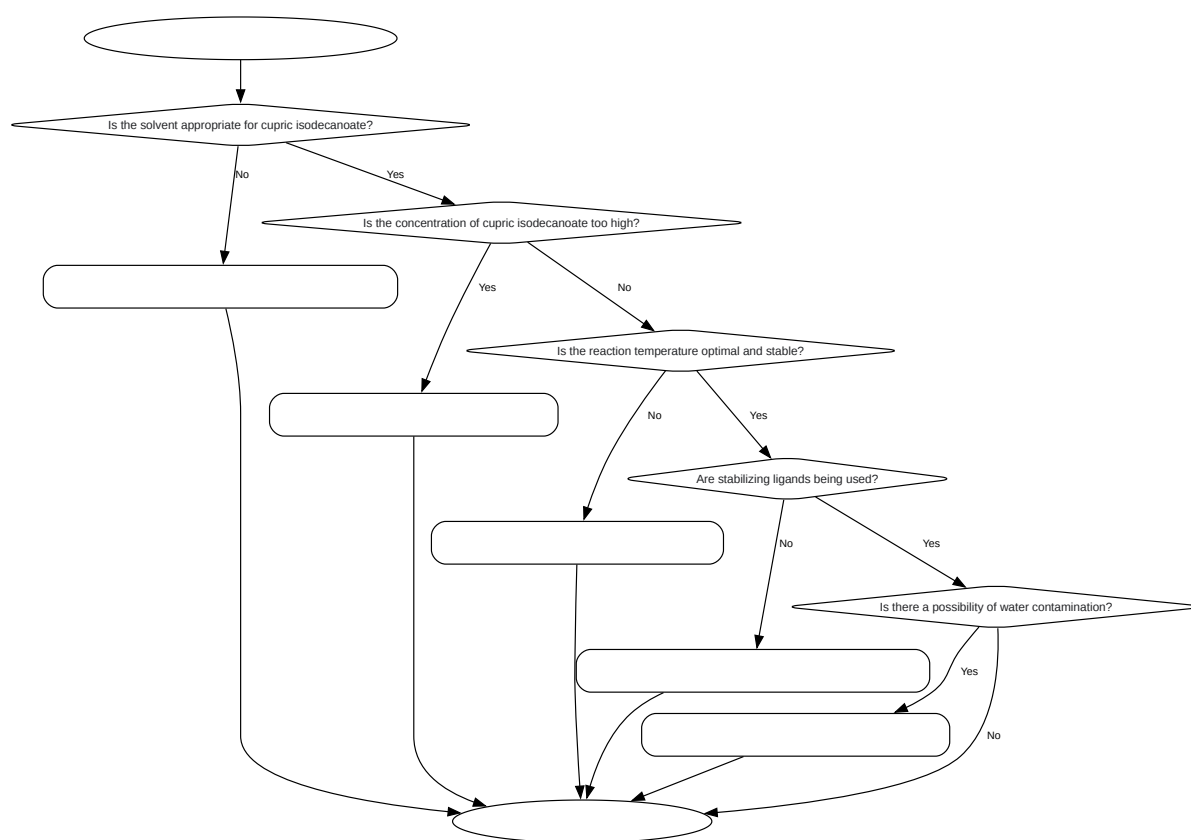 Is the solvent appropriate for cupric isodecanoate?
No
Yes
Is the concentration of cupric isodecanoate too high?
Yes
No
Is the reaction temperature optimal and stable?
No
Yes
Are stabilizing ligands being used?
No
Yes
Is there a possibility of water contamination?
Yes
No